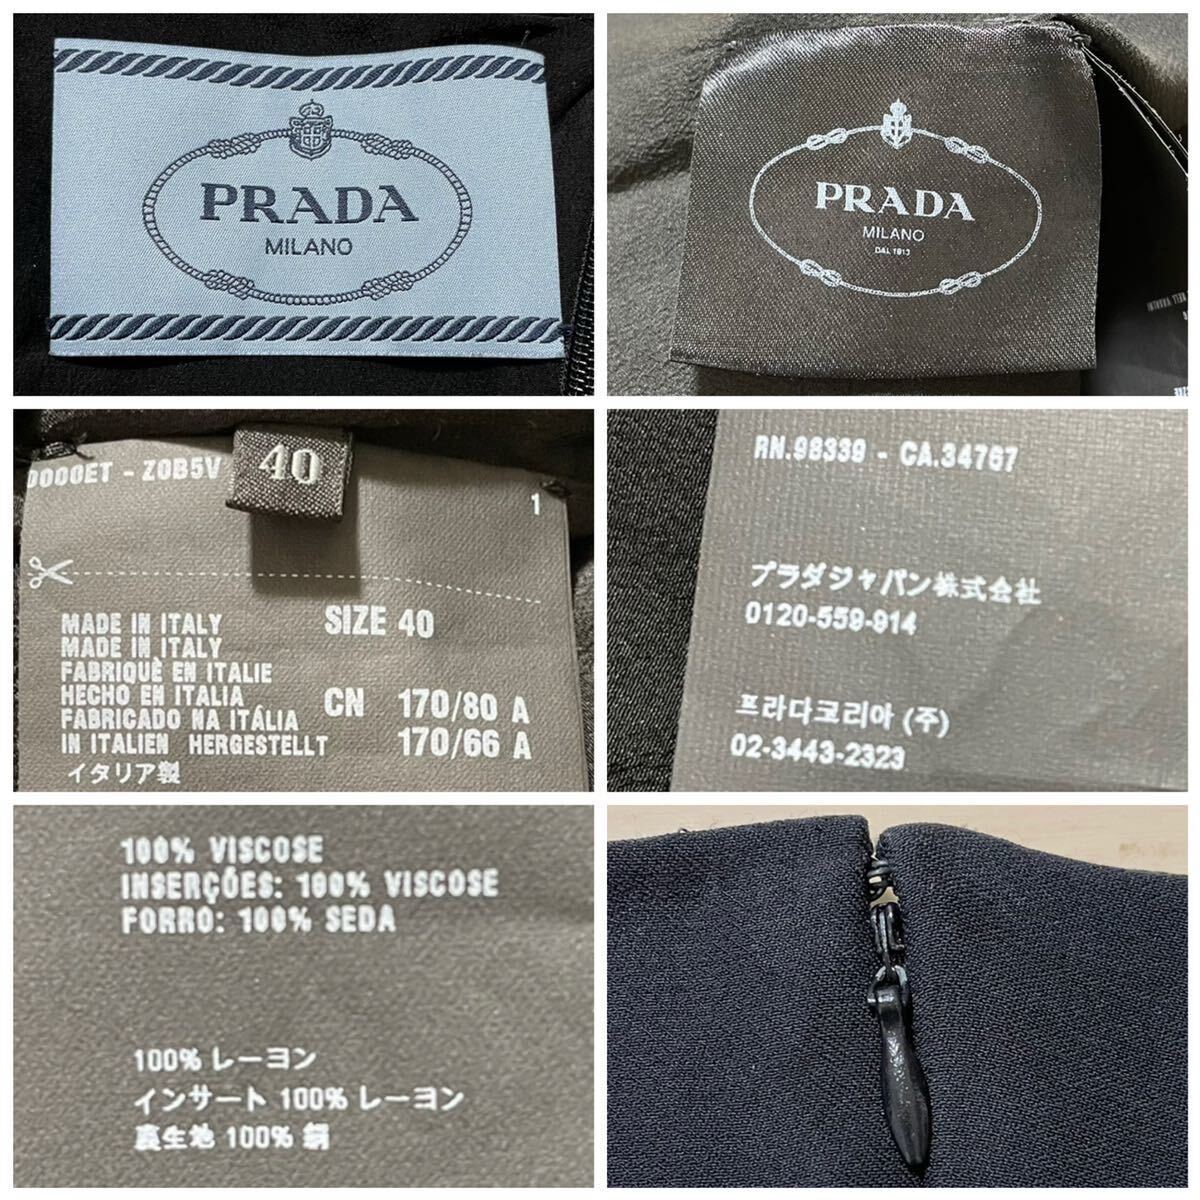 PRADA
MILANO
PRADA
MILANO
DAL 1913
0000ET - Z0B5V
40
1
MADE IN ITALY
MADE IN ITALY
FABRIQUÈ EN ITALIE
HECHO EN ITALIA
FABRICADO NA ITÁLIA
IN ITALIEN HERGESTELLT
イタリア製
SIZE 40
CN 170/80 A
170/66 A
RN.98339 - CA.34767
プラダジャパン株式会社
0120-559-914
프라다코리아 (주)
02-3443-2323
100% VISCOSE
INSERÇÕES: 100% VISCOSE
FORRO: 100% SEDA
100% レーヨン
インサート 100% レーヨン
裏生地 100% 絹